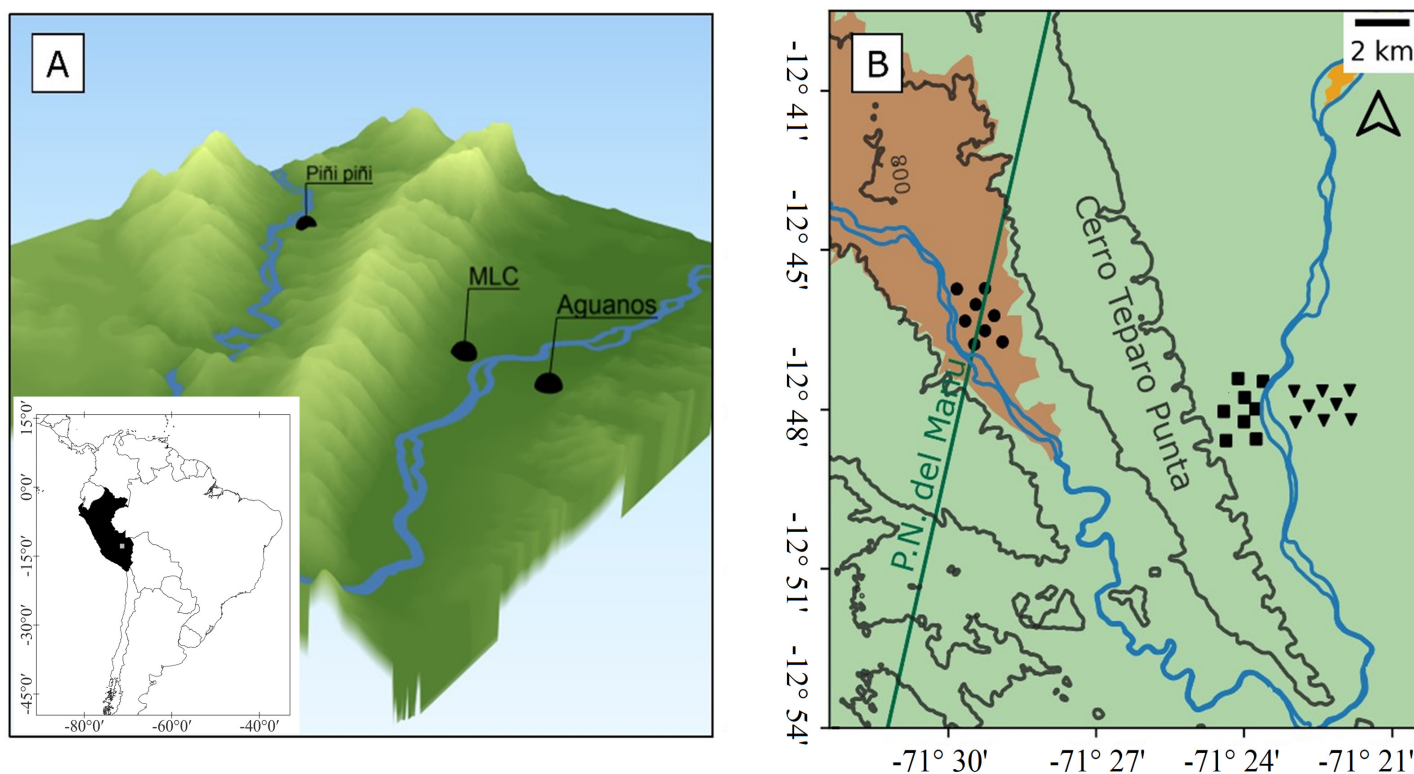 A
Piñi piñi
MLC
Aguanos
15°0'
0°0'
-15°0'
-30°0'
-45°0'
-80°0'
-60°0'
-40°0'
B
2 km
-12° 41'
-12° 45'
-12° 48'
-12° 51'
-12° 54'
800
Cerro Teparo Punta
P.N. del Manu
-71° 30'
-71° 27'
-71° 24'
-71° 21'